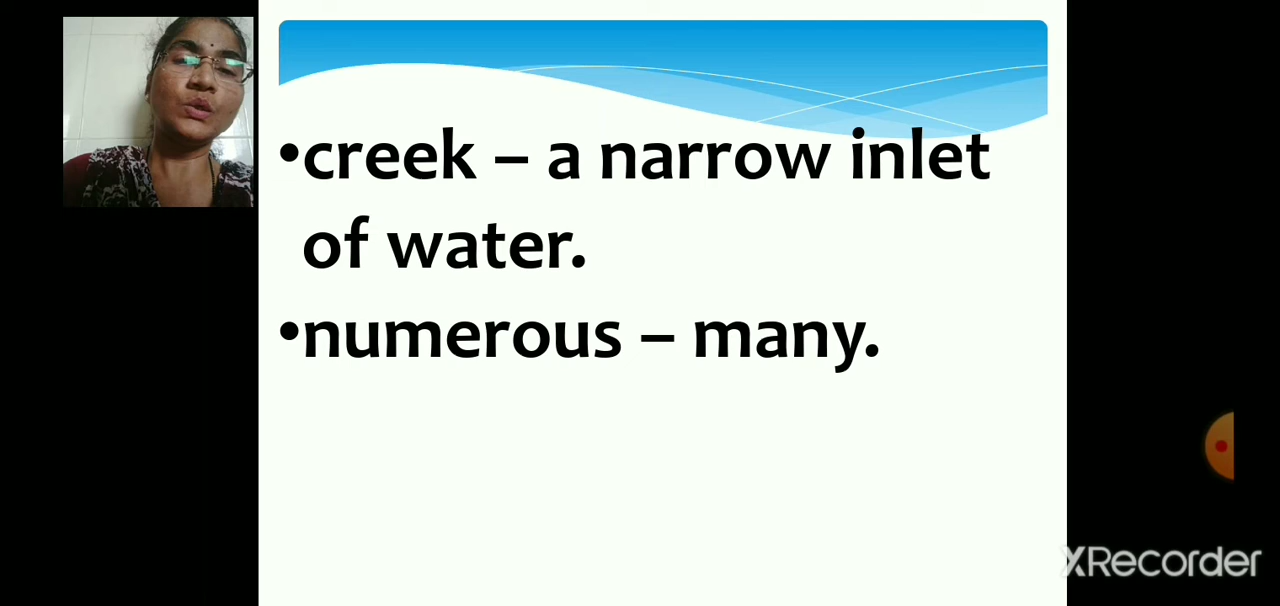 •creek – a narrow inlet
of water.
•numerous – many.
XRecorder